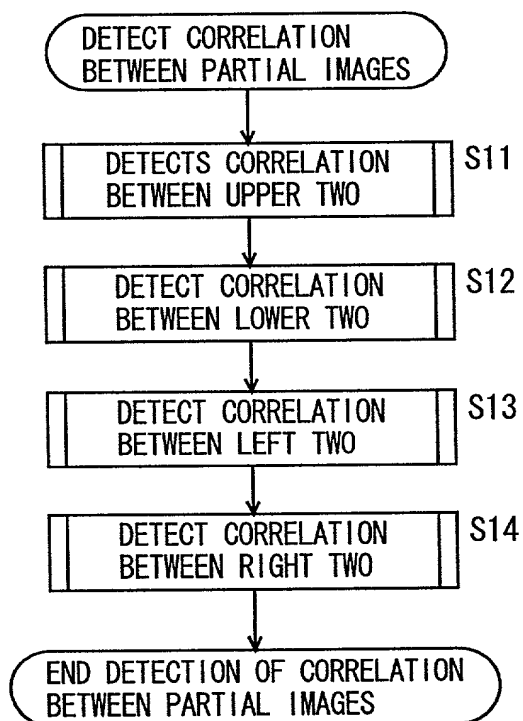 DETECT CORRELATION
BETWEEN PARTIAL IMAGES
DETECTS CORRELATION
BETWEEN UPPER TWO
S11
DETECT CORRELATION
BETWEEN LOWER TWO
S12
DETECT CORRELATION
BETWEEN LEFT TWO
S13
DETECT CORRELATION
BETWEEN RIGHT TWO
S14
END DETECTION OF CORRELATION
BETWEEN PARTIAL IMAGES